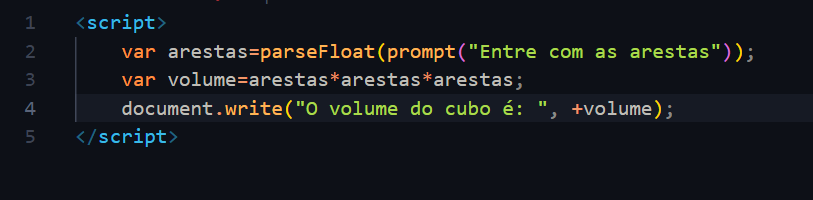 1 <script>
2 var arestas=parseFloat(prompt("Entre com as arestas"));
3 var volume=arestas*arestas*arestas;
4 document.write("O volume do cubo é: ", +volume);
5 </script>